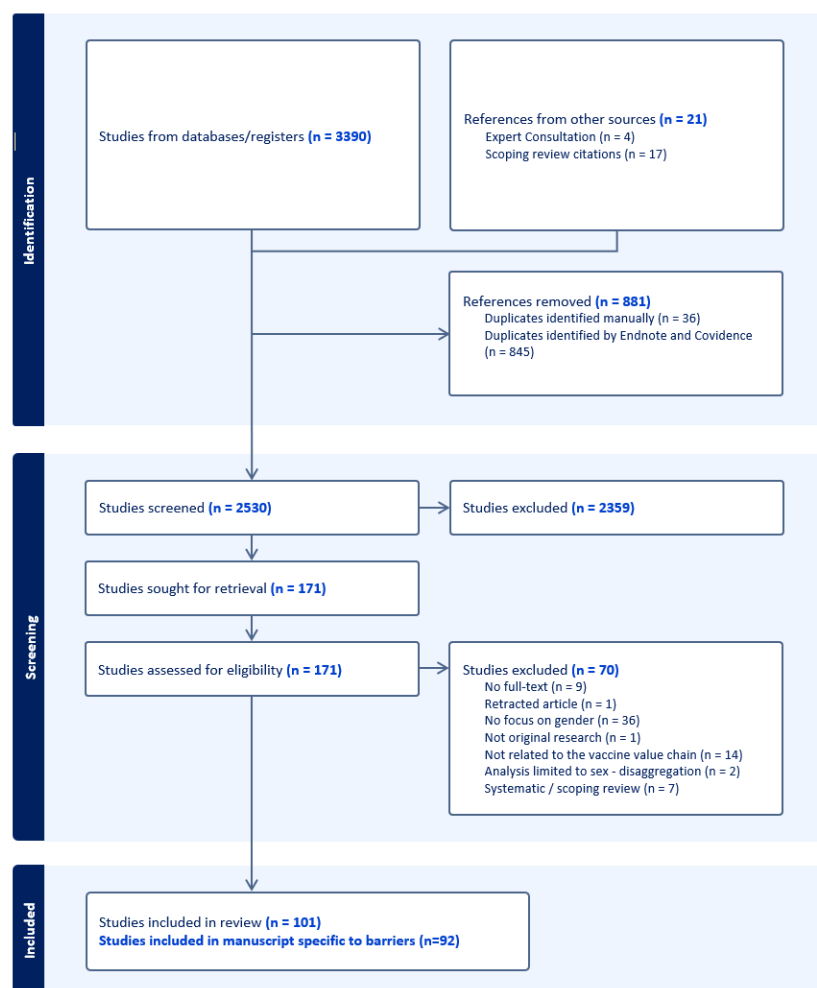 Identification
Studies from databases/registers (n = 3390)
References from other sources (n = 21)
Expert Consultation (n = 4)
Scoping review citations (n = 17)
References removed (n = 881)
Duplicates identified manually (n = 36)
Duplicates identified by Endnote and Covidence
(n = 845)
Screening
Studies screened (n = 2530)
Studies excluded (n = 2359)
Studies sought for retrieval (n = 171)
Studies assessed for eligibility (n = 171)
Studies excluded (n = 70)
No full-text (n = 9)
Retracted article (n = 1)
No focus on gender (n = 36)
Not original research (n = 1)
Not related to the vaccine value chain (n = 14)
Analysis limited to sex - disaggregation (n = 2)
Systematic / scoping review (n = 7)
Included
Studies included in review (n = 101)
Studies included in manuscript specific to barriers (n=92)